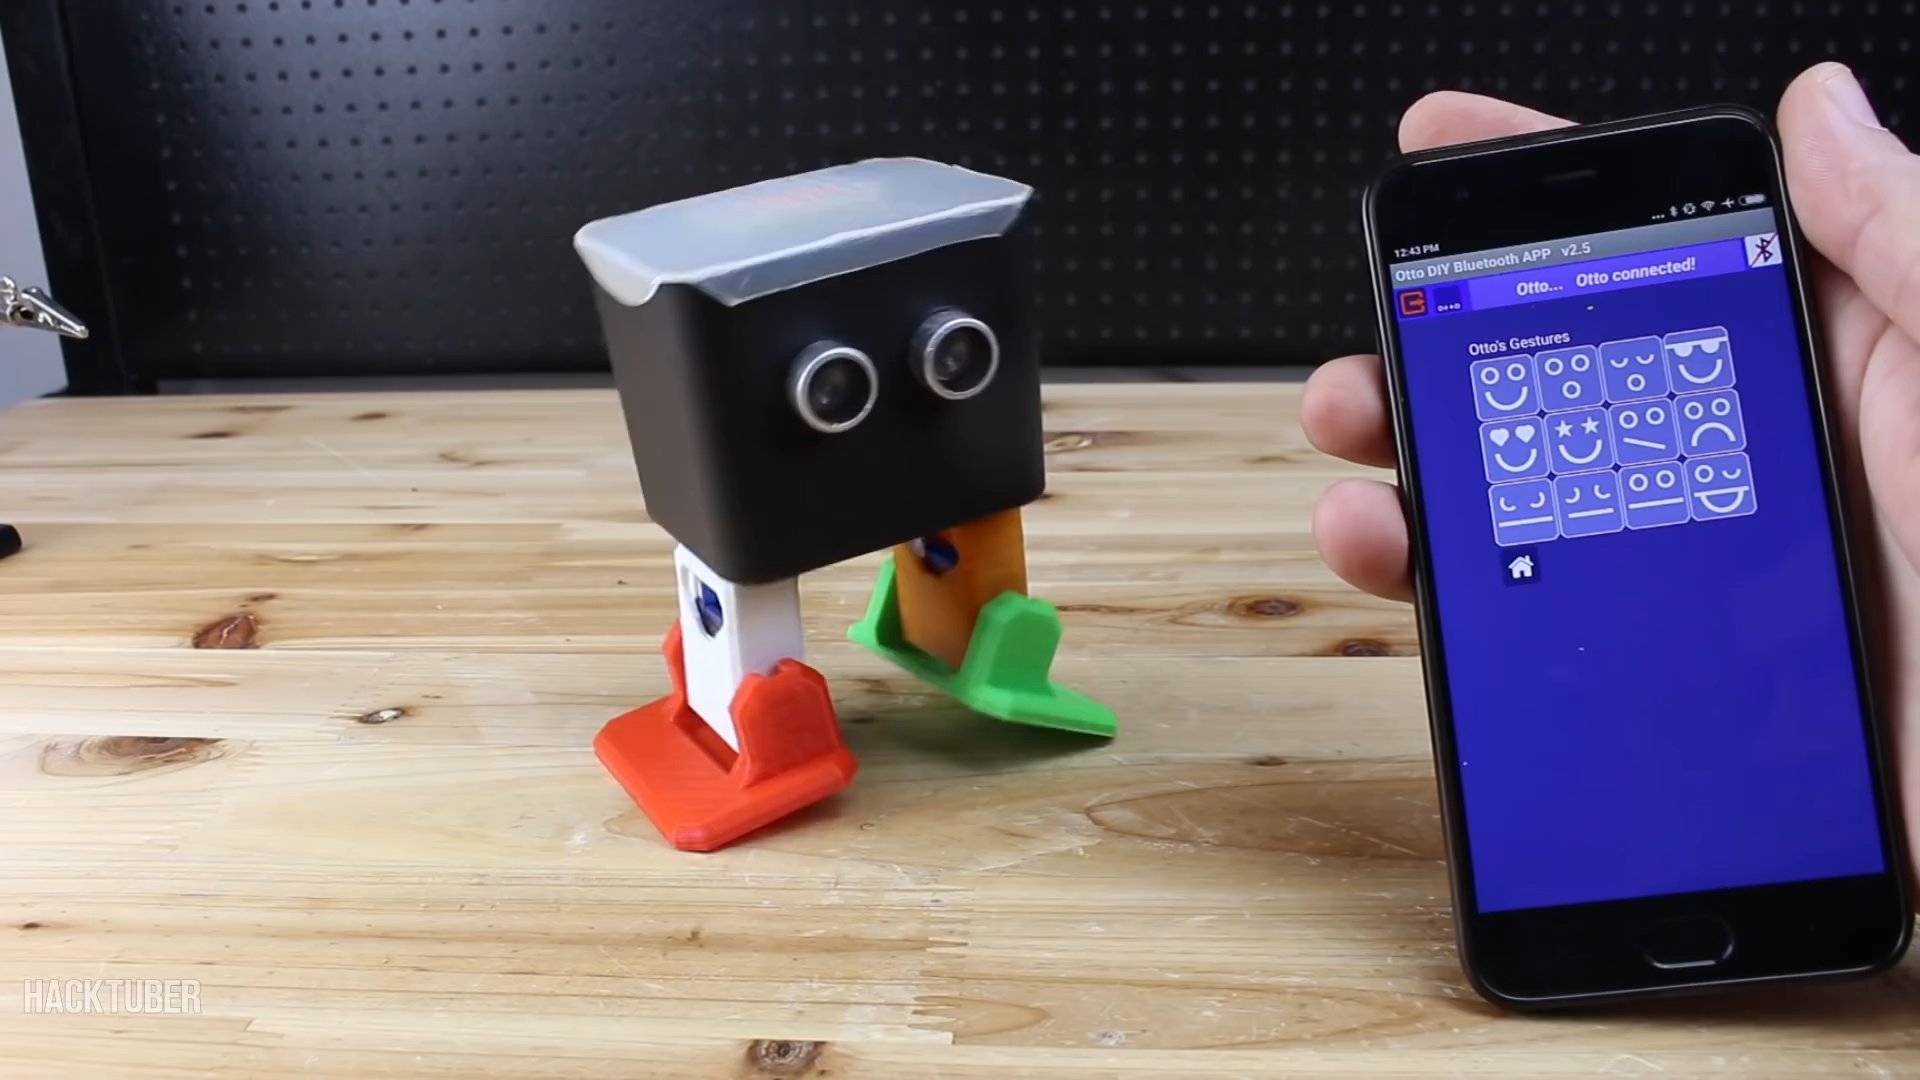 12:43 PM
Otto DIY Bluetooth APP v2.5
Otto... Otto connected!
Otto's Gestures
HACKTUBER